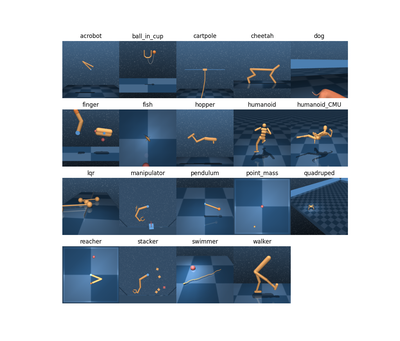 acrobot ball_in_cup cartpole cheetah dog
finger fish hopper humanoid humanoid_CMU
lqr manipulator pendulum point_mass quadruped
reacher stacker swimmer walker